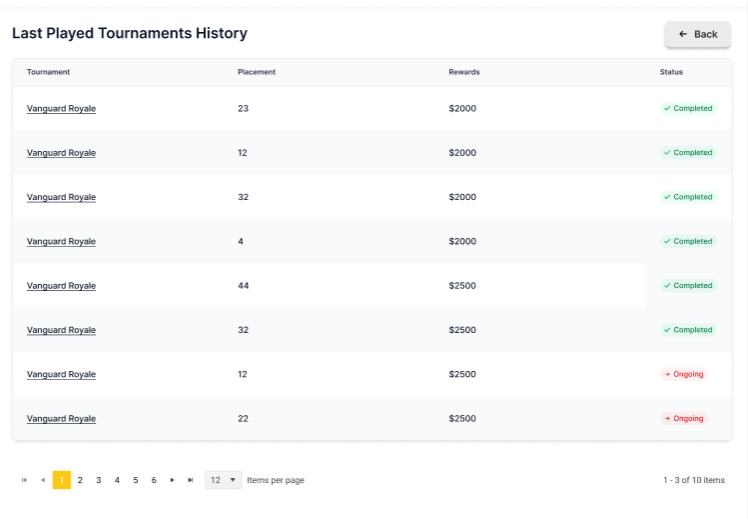 Last Played Tournaments History
← Back
Tournament Placement Rewards Status
Vanguard Royale 23 $2000 ✓ Completed
Vanguard Royale 12 $2000 ✓ Completed
Vanguard Royale 32 $2000 ✓ Completed
Vanguard Royale 4 $2000 ✓ Completed
Vanguard Royale 44 $2500 ✓ Completed
Vanguard Royale 32 $2500 ✓ Completed
Vanguard Royale 12 $2500 → Ongoing
Vanguard Royale 22 $2500 → Ongoing
1 2 3 4 5 6 12 Items per page 1 - 3 of 10 items